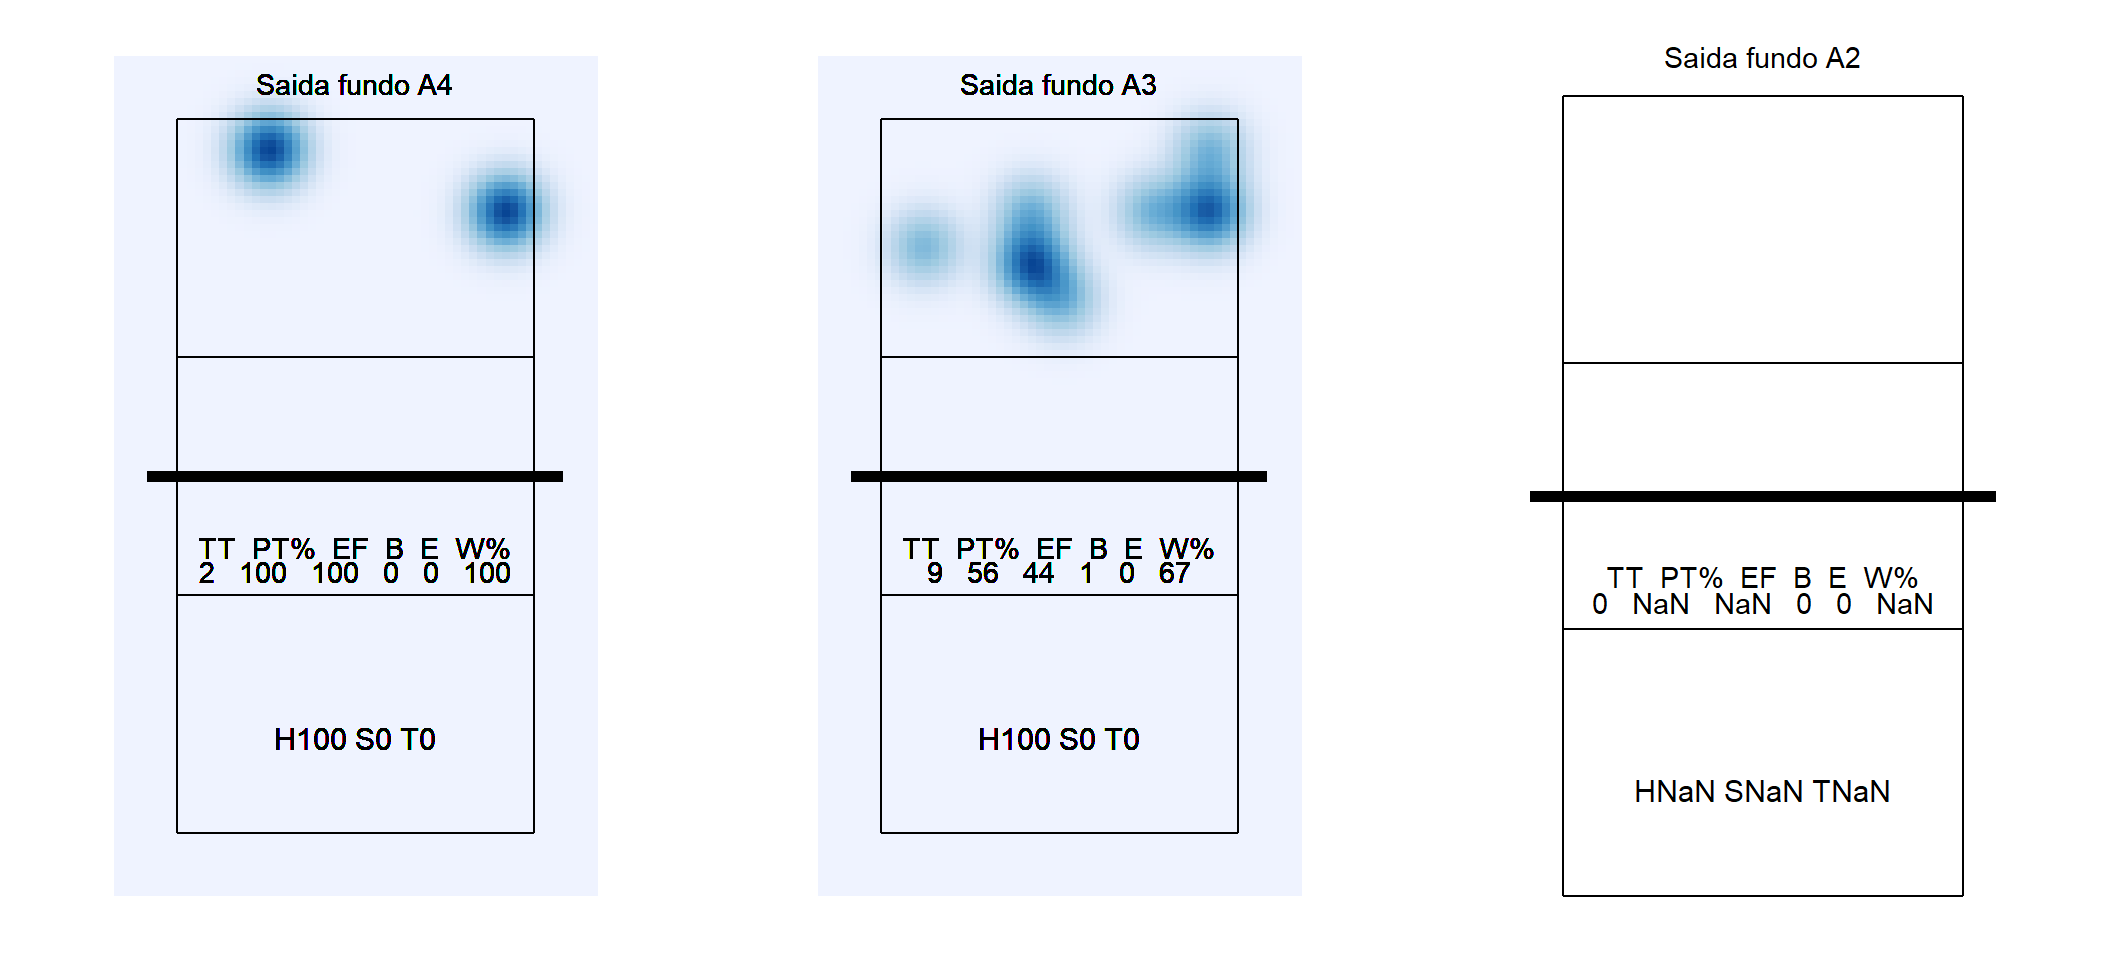 Saida fundo A4
TT PT% EF B E W%
2 100 100 0 0 100
H100 S0 T0
Saida fundo A3
TT PT% EF B E W%
9 56 44 1 0 67
H100 S0 T0
Saida fundo A2
TT PT% EF B E W%
0 NaN NaN 0 0 NaN
HNaN SNaN TNaN